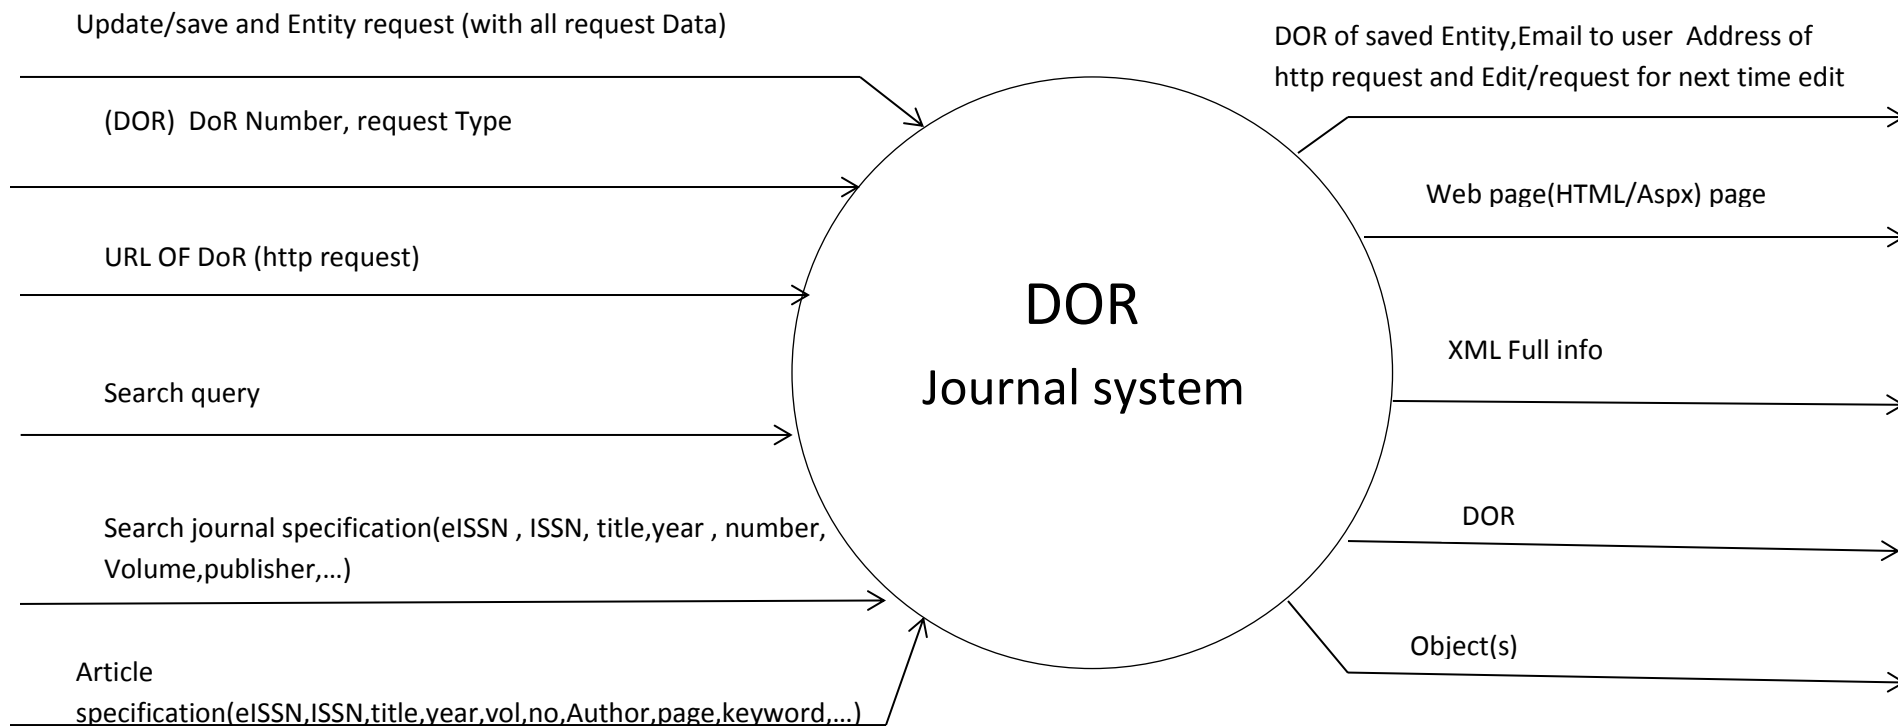 Update/save and Entity request (with all request Data)
(DOR)  DoR Number, request Type
URL OF DoR (http request)
Search query
Search journal specification(eISSN , ISSN, title,year , number,
Volume,publisher,...)
Article
specification(eISSN,ISSN,title,year,vol,no,Author,page,keyword,...)
DOR
Journal system
DOR of saved Entity,Email to user  Address of
http request and Edit/request for next time edit
Web page(HTML/Aspx) page
XML Full info
DOR
Object(s)